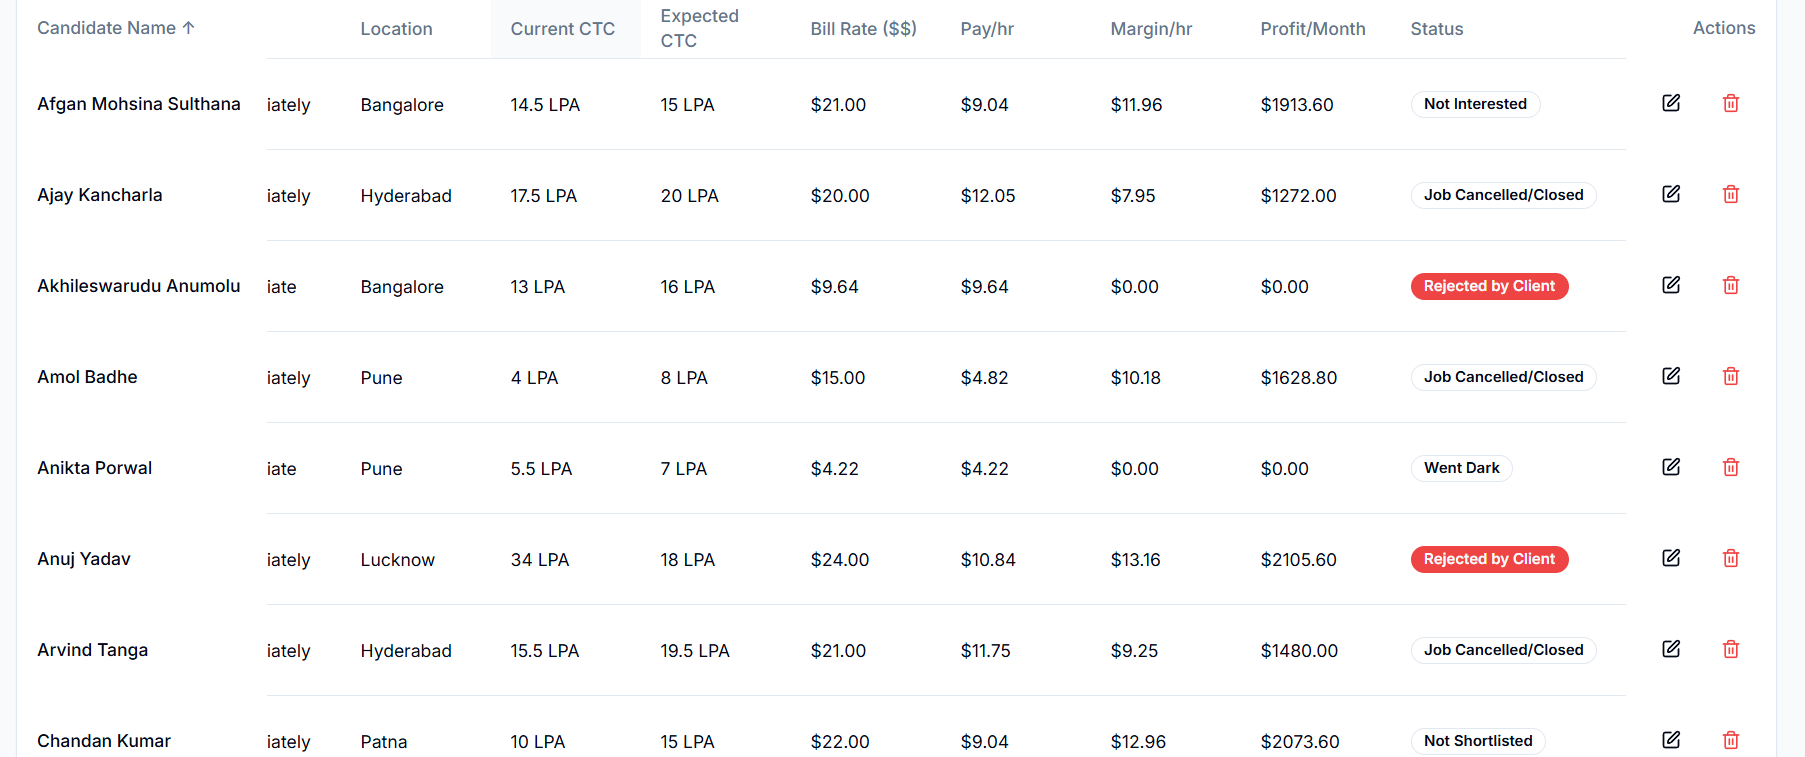 Candidate Name ↑ Location Current CTC Expected CTC Bill Rate ($$) Pay/hr Margin/hr Profit/Month Status Actions
Afgan Mohsina Sulthana iately Bangalore 14.5 LPA 15 LPA $21.00 $9.04 $11.96 $1913.60 Not Interested
Ajay Kancharla iately Hyderabad 17.5 LPA 20 LPA $20.00 $12.05 $7.95 $1272.00 Job Cancelled/Closed
Akhileswarudu Anumolu iate Bangalore 13 LPA 16 LPA $9.64 $9.64 $0.00 $0.00 Rejected by Client
Amol Badhe iately Pune 4 LPA 8 LPA $15.00 $4.82 $10.18 $1628.80 Job Cancelled/Closed
Anikta Porwal iate Pune 5.5 LPA 7 LPA $4.22 $4.22 $0.00 $0.00 Went Dark
Anuj Yadav iately Lucknow 34 LPA 18 LPA $24.00 $10.84 $13.16 $2105.60 Rejected by Client
Arvind Tanga iately Hyderabad 15.5 LPA 19.5 LPA $21.00 $11.75 $9.25 $1480.00 Job Cancelled/Closed
Chandan Kumar iately Patna 10 LPA 15 LPA $22.00 $9.04 $12.96 $2073.60 Not Shortlisted